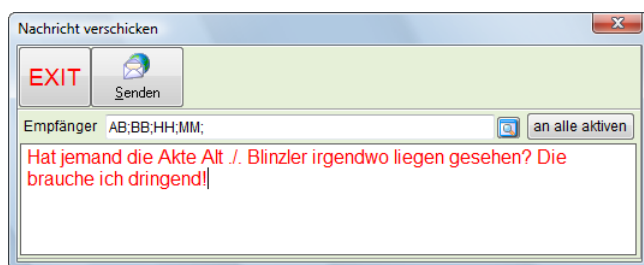 Nachricht verschicken
EXIT
Senden
Empfänger AB;BB;HH;MM; an alle aktiven
Hat jemand die Akte Alt ./. Blinzler irgendwo liegen gesehen? Die
brauche ich dringend!